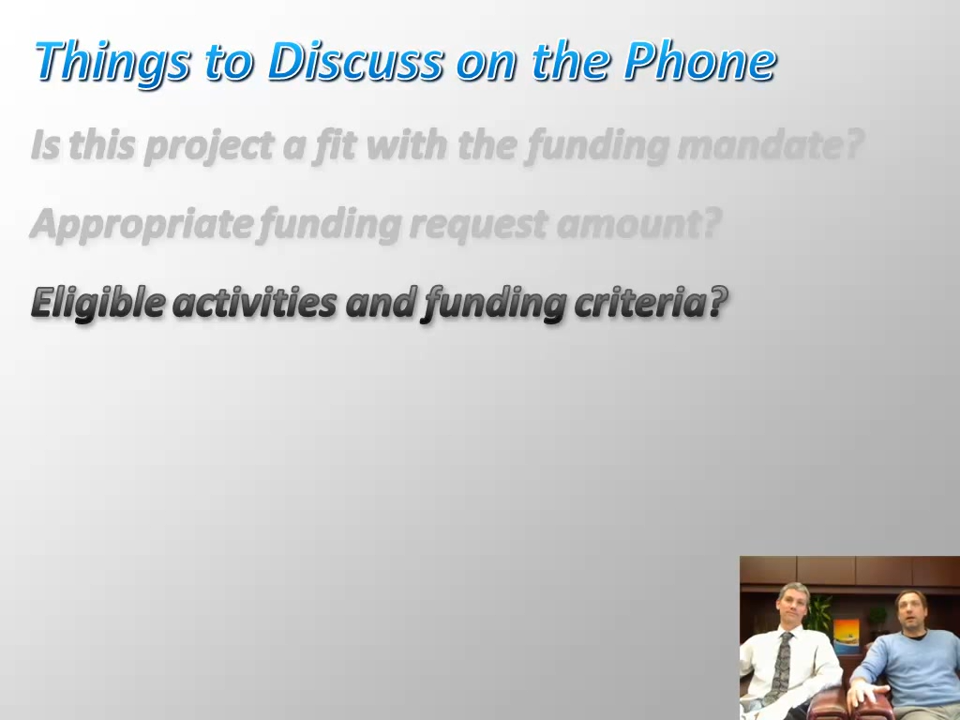 Things to Discuss on the Phone
Is this project a fit with the funding mandate?
Appropriate funding request amount?
Eligible activities and funding criteria?